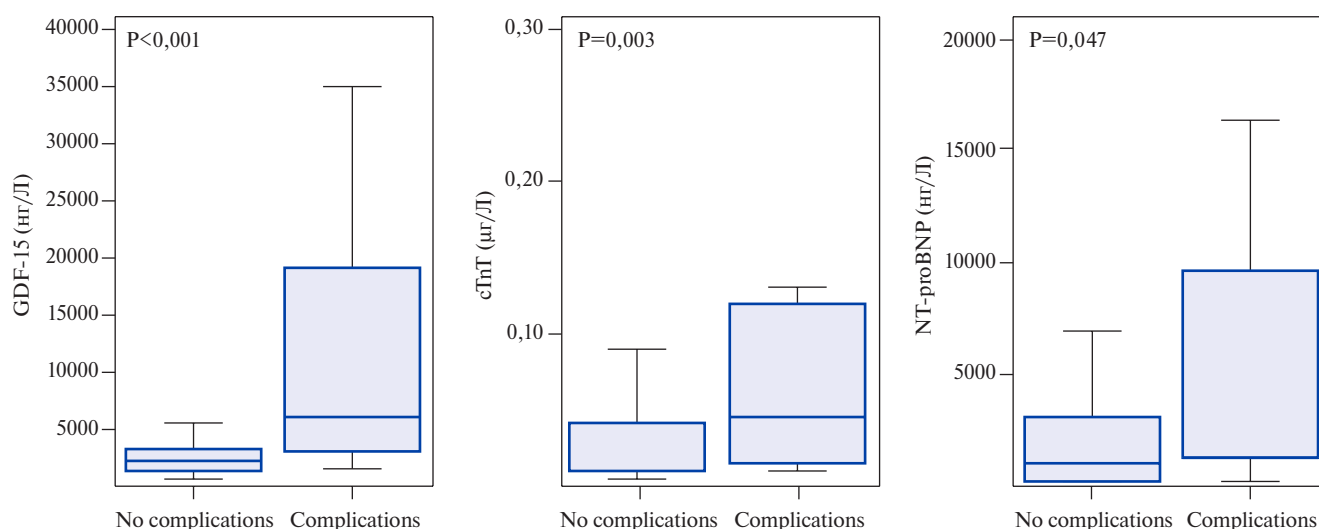 P<0,001
40000
35000
30000
25000
20000
15000
10000
5000
GDF-15 (нг/Л)
No complications Complications
P=0,003
0,30
0,20
0,10
cTnT (µг/Л)
No complications Complications
P=0,047
20000
15000
10000
5000
NT-proBNP (нг/Л)
No complications Complications